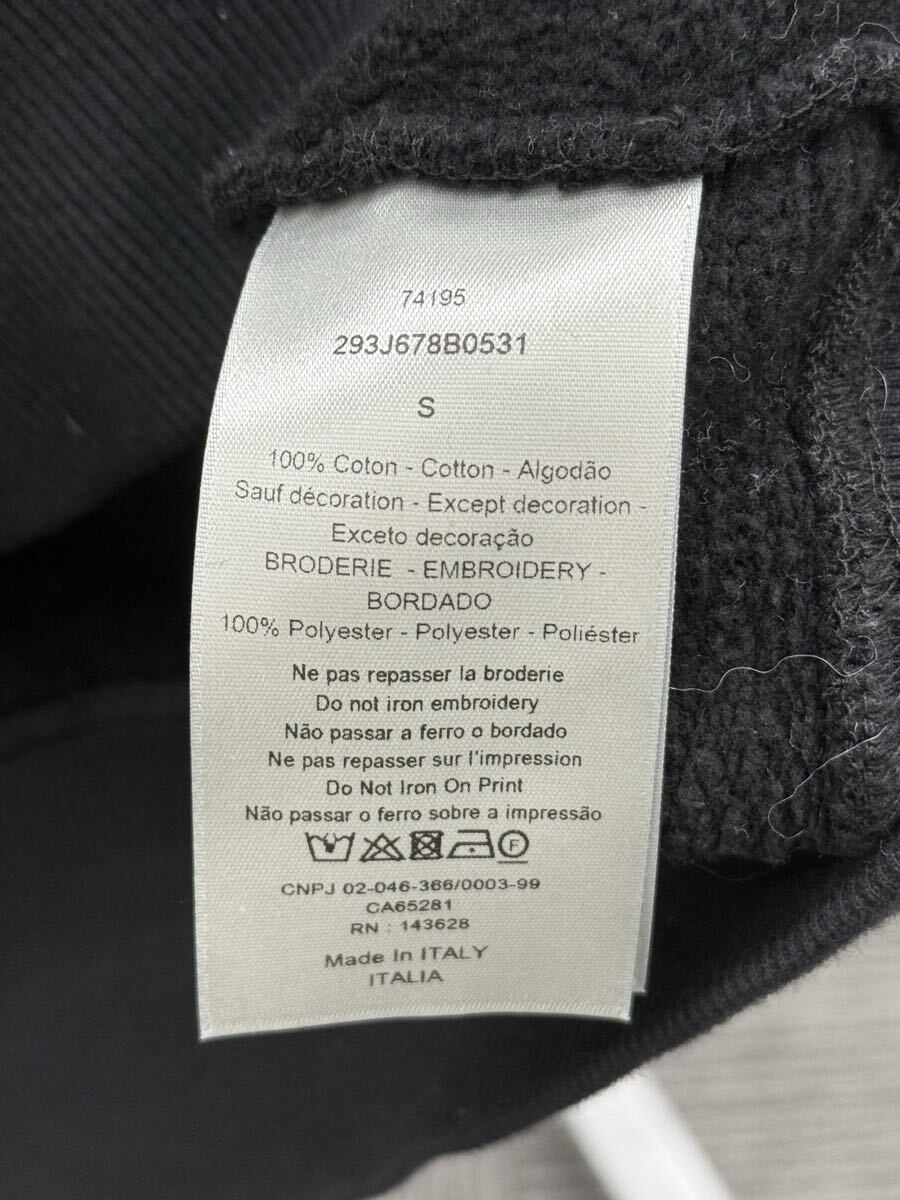 74195
293J678B0531
S
100% Coton - Cotton - Algodão
Sauf décoration - Except decoration -
Exceto decoração
BRODERIE - EMBROIDERY -
BORDADO
100% Polyester - Polyester - Poliéster
Ne pas repasser la broderie
Do not iron embroidery
Não passar a ferro o bordado
Ne pas repasser sur l'impression
Do Not Iron On Print
Não passar o ferro sobre a impressão
F
CNPJ 02-046-366/0003-99
CA65281
RN : 143628
Made In ITALY
ITALIA